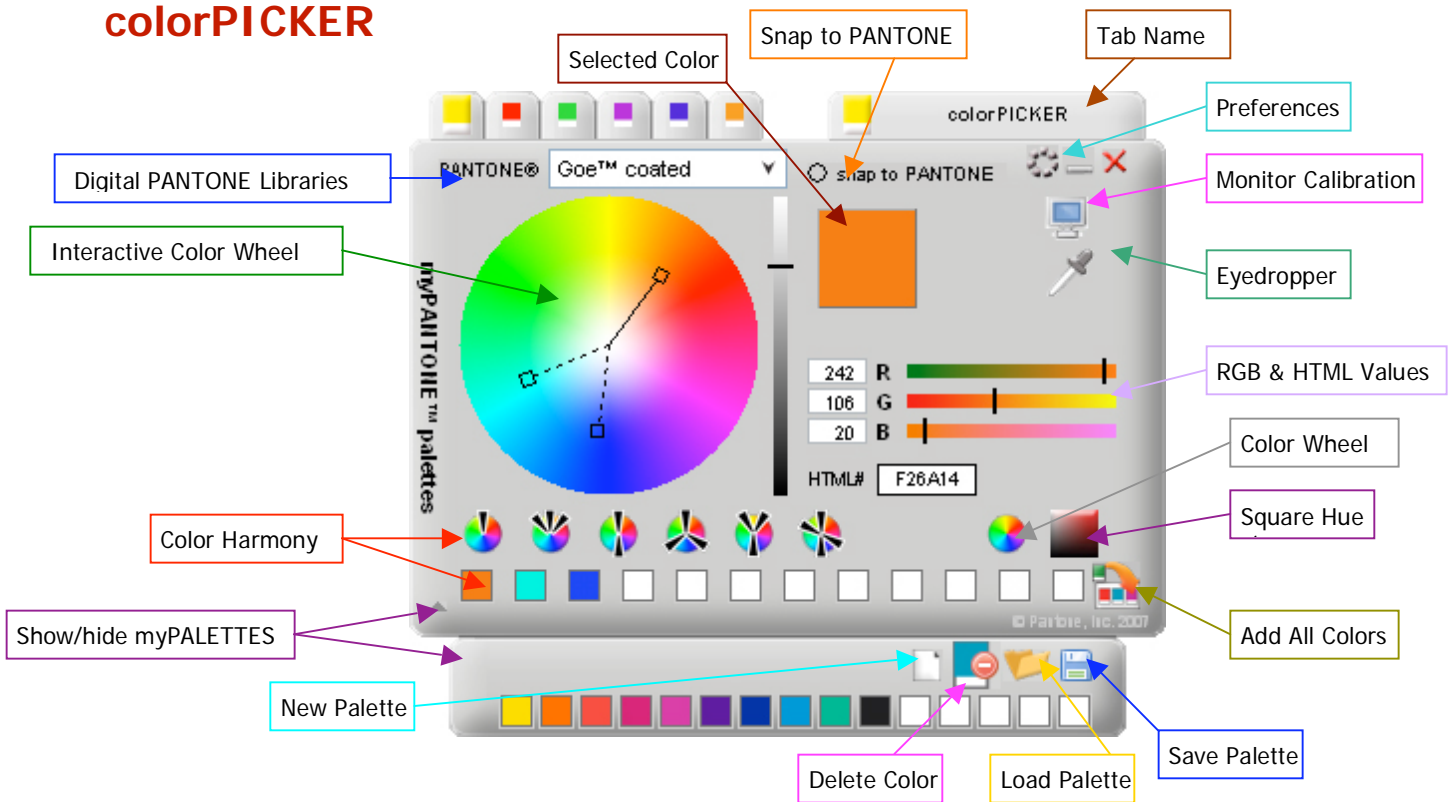 colorPICKER
Snap to PANTONE
Tab Name
Selected Color
colorPICKER
Preferences
PANTONE®
Goe™ coated
snap to PANTONE
Digital PANTONE Libraries
Monitor Calibration
Interactive Color Wheel
Eyedropper
myPANTONE™ palettes
242 R
106 G
20 B
RGB & HTML Values
HTML# F26A14
Color Wheel
Square Hue
Color Harmony
© Pantone, Inc. 2007
Show/hide myPALETTES
Add All Colors
New Palette
Save Palette
Delete Color
Load Palette